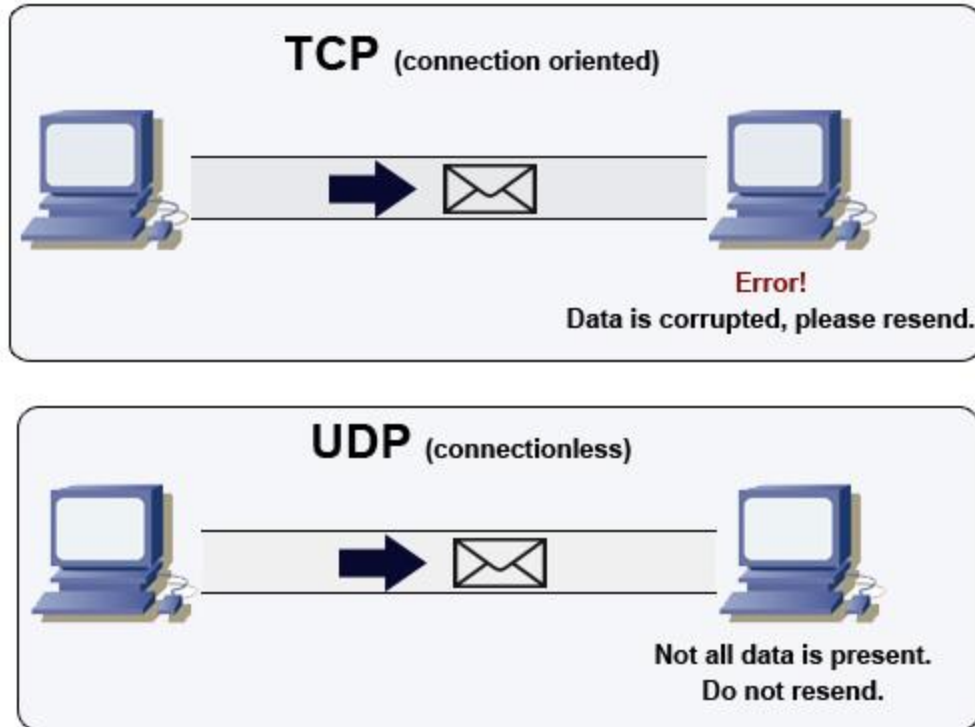 TCP (connection oriented)
Error!
Data is corrupted, please resend.
UDP (connectionless)
Not all data is present.
Do not resend.